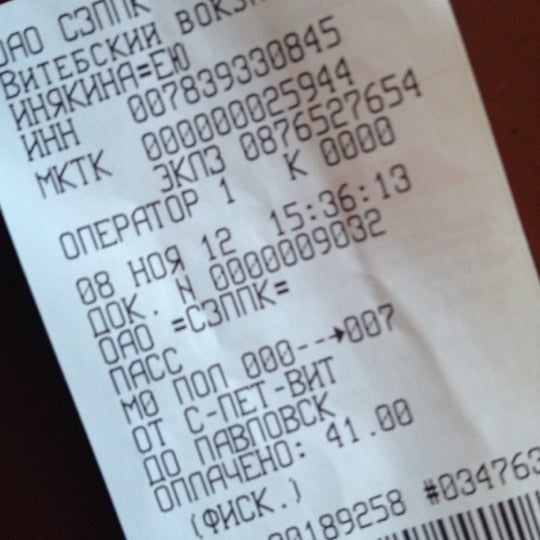 ОАО СЗППК
ВИТЕБСКИЙ
ИНЯКИНА=ЕЮ
ИНН 007839330845
МКТК 000000025944
ЭКЛЗ 0876527654
ОПЕРАТОР 1 К 0000
08 НОЯ 12 15:36:13
ДОК. N 0000009032
ОАО =СЗППК=
ПАСС
МО ПОЛ 000--→007
ОТ С-ПЕТ-ВИТ
ДО ПАВЛОВСК
ОПЛАЧЕНО: 41.00
(ФИСК.)
00189258 #034763